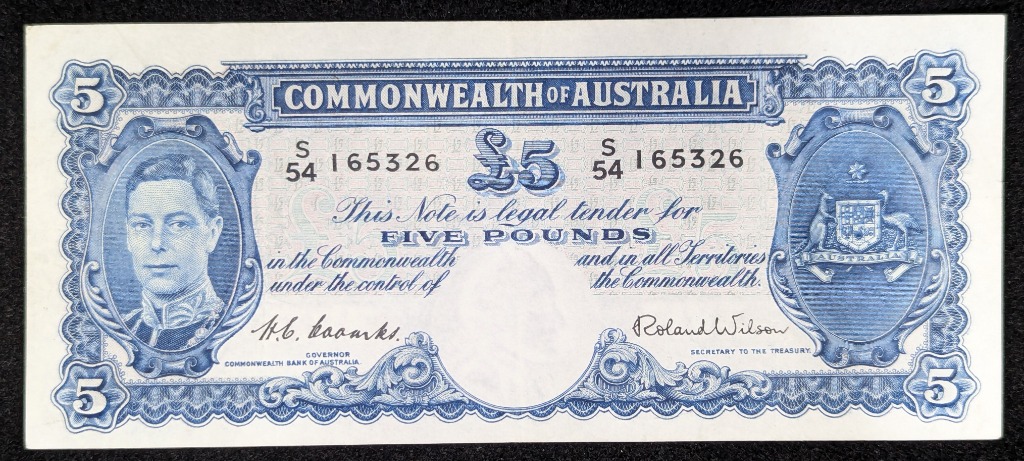 5 5
COMMONWEALTH OF AUSTRALIA
S/54 165326 £5 S/54 165326
This Note is legal tender for
FIVE POUNDS
in the Commonwealth and in all Territories
under the control of the Commonwealth.
AUSTRALIA
H.C. Coombs. Roland Wilson
GOVERNOR
COMMONWEALTH BANK OF AUSTRALIA. SECRETARY TO THE TREASURY.
5 5